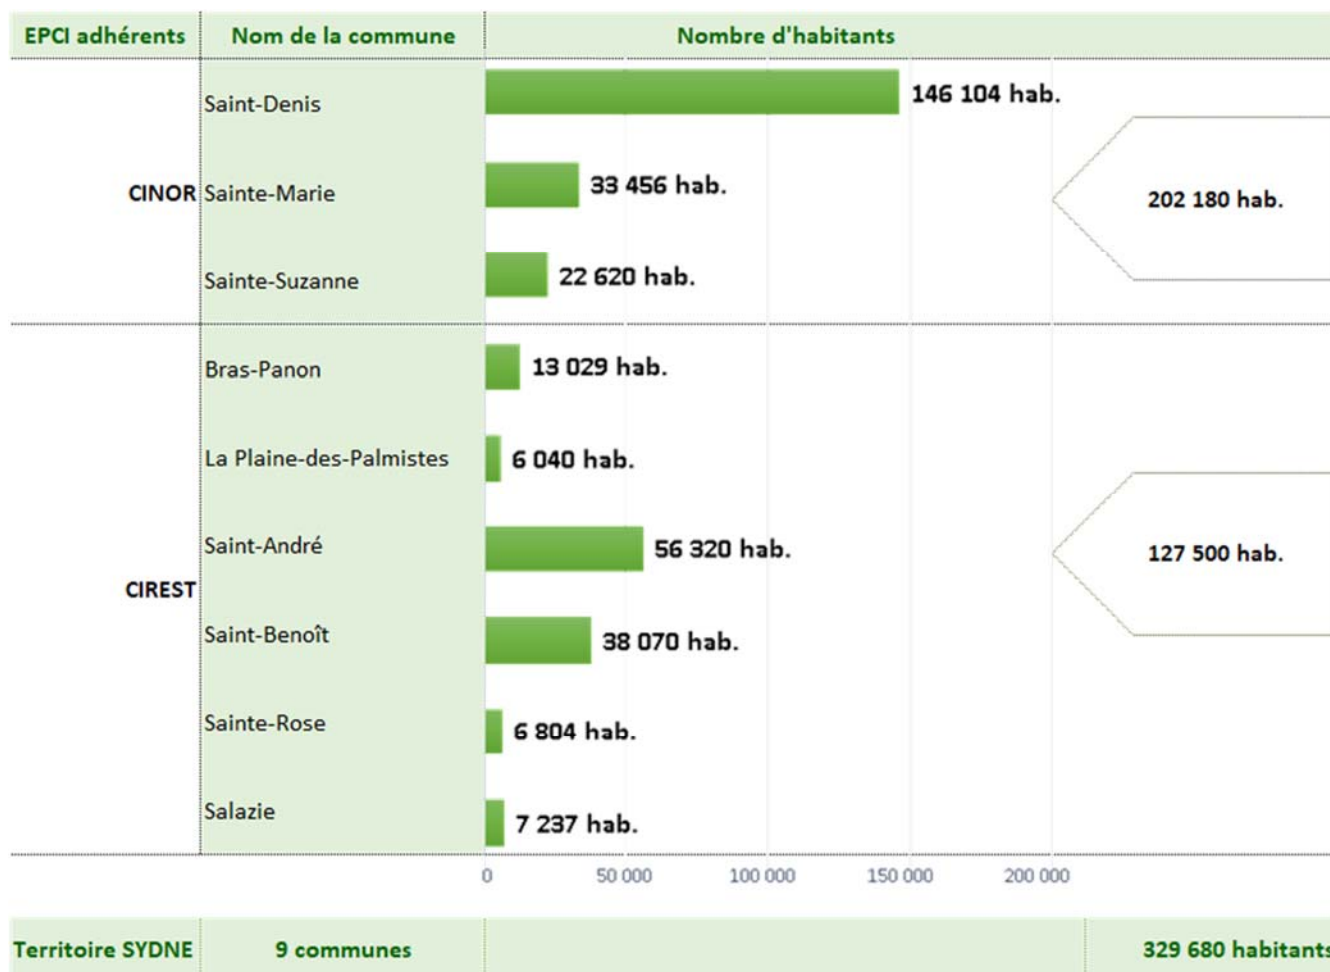 EPCI adhérents Nom de la commune Nombre d'habitants
Saint-Denis 146 104 hab.
CINOR Sainte-Marie 33 456 hab. 202 180 hab.
Sainte-Suzanne 22 620 hab.
Bras-Panon 13 029 hab.
La Plaine-des-Palmistes 6 040 hab.
Saint-André 56 320 hab. 127 500 hab.
CIREST
Saint-Benoît 38 070 hab.
Sainte-Rose 6 804 hab.
Salazie 7 237 hab.
0 50 000 100 000 150 000 200 000
Territoire SYDNE 9 communes 329 680 habitants